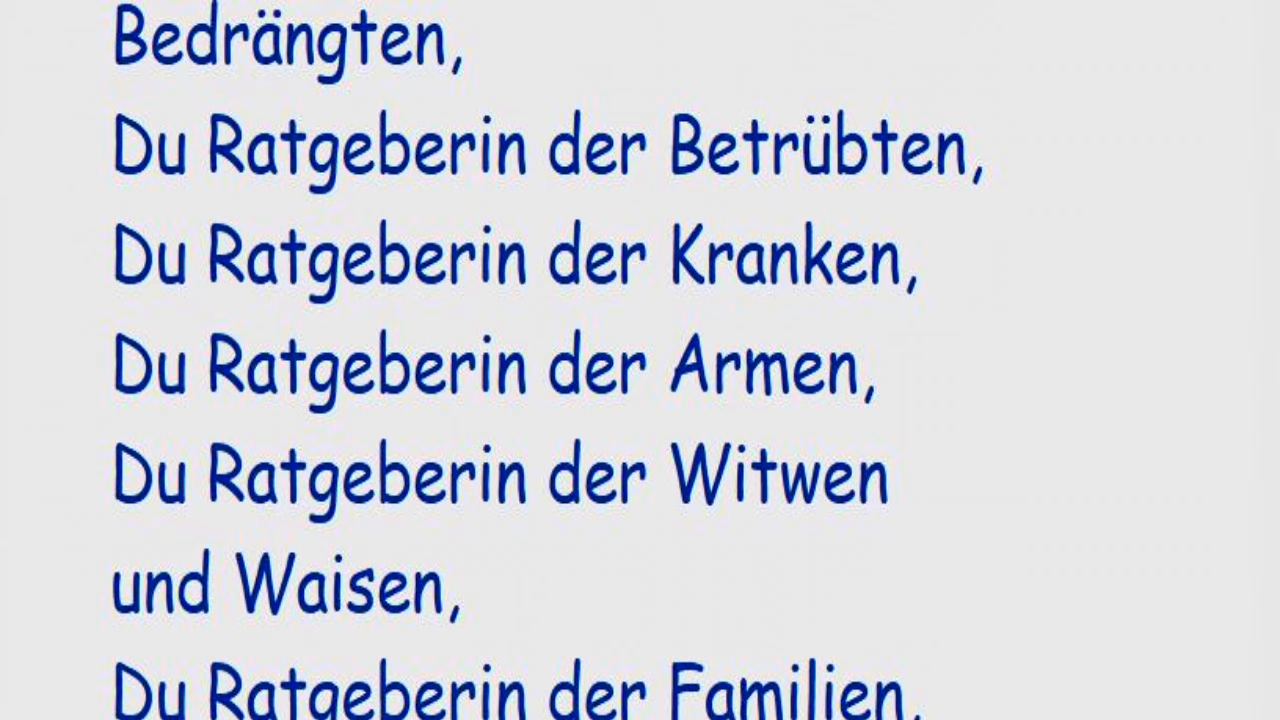 Bedrängten,
Du Ratgeberin der Betrübten,
Du Ratgeberin der Kranken,
Du Ratgeberin der Armen,
Du Ratgeberin der Witwen
und Waisen,
Du Ratgeberin der Familien,